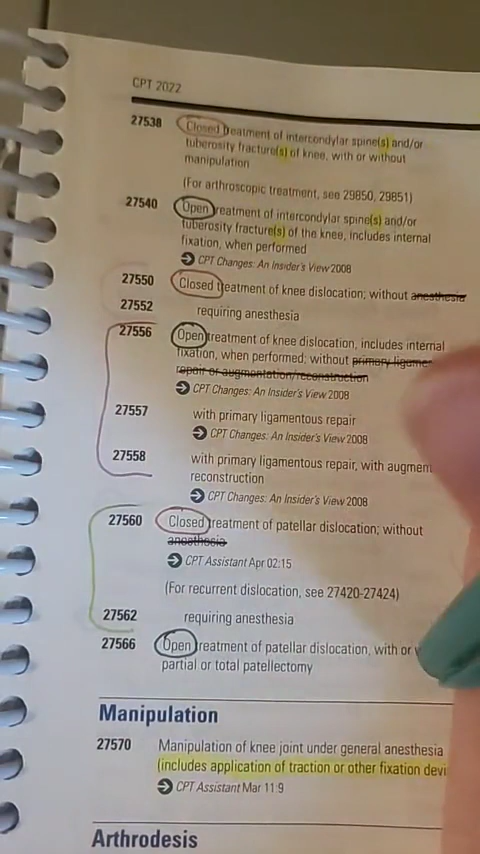 CPT 2022
27538 Closed treatment of intercondylar spine(s) and/or
tuberosity fracture(s) of knee, with or without
manipulation
(For arthroscopic treatment, see 29850, 29851)
27540 Open treatment of intercondylar spine(s) and/or
tuberosity fracture(s) of the knee, includes internal
fixation, when performed
CPT Changes: An Insider's View 2008
27550 Closed treatment of knee dislocation; without anesthesia
27552 requiring anesthesia
27556 Open treatment of knee dislocation, includes internal
fixation, when performed; without primary ligame
repair or augmentation/reconstruction
CPT Changes: An Insider's View 2008
27557 with primary ligamentous repair
CPT Changes: An Insider's View 2008
27558 with primary ligamentous repair, with augmen
reconstruction
CPT Changes: An Insider's View 2008
27560 Closed treatment of patellar dislocation; without
anesthesia
CPT Assistant Apr 02:15
(For recurrent dislocation, see 27420-27424)
27562 requiring anesthesia
27566 Open treatment of patellar dislocation, with or
partial or total patellectomy
Manipulation
27570 Manipulation of knee joint under general anesthesia
(includes application of traction or other fixation devi
CPT Assistant Mar 11:9
Arthrodesis